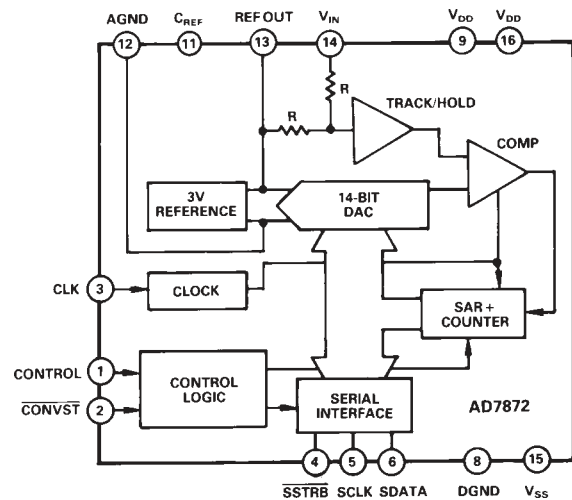 AGND
C_REF
REF OUT
V_IN
V_DD
V_DD
12
11
13
14
9
16
R
TRACK/HOLD
R
COMP
3V
REFERENCE
14-BIT
DAC
CLK
3
CLOCK
SAR +
COUNTER
CONTROL
1
CONTROL
LOGIC
CONVST
2
SERIAL
INTERFACE
AD7872
4
5
6
8
15
SSTRB
SCLK
SDATA
DGND
V_SS